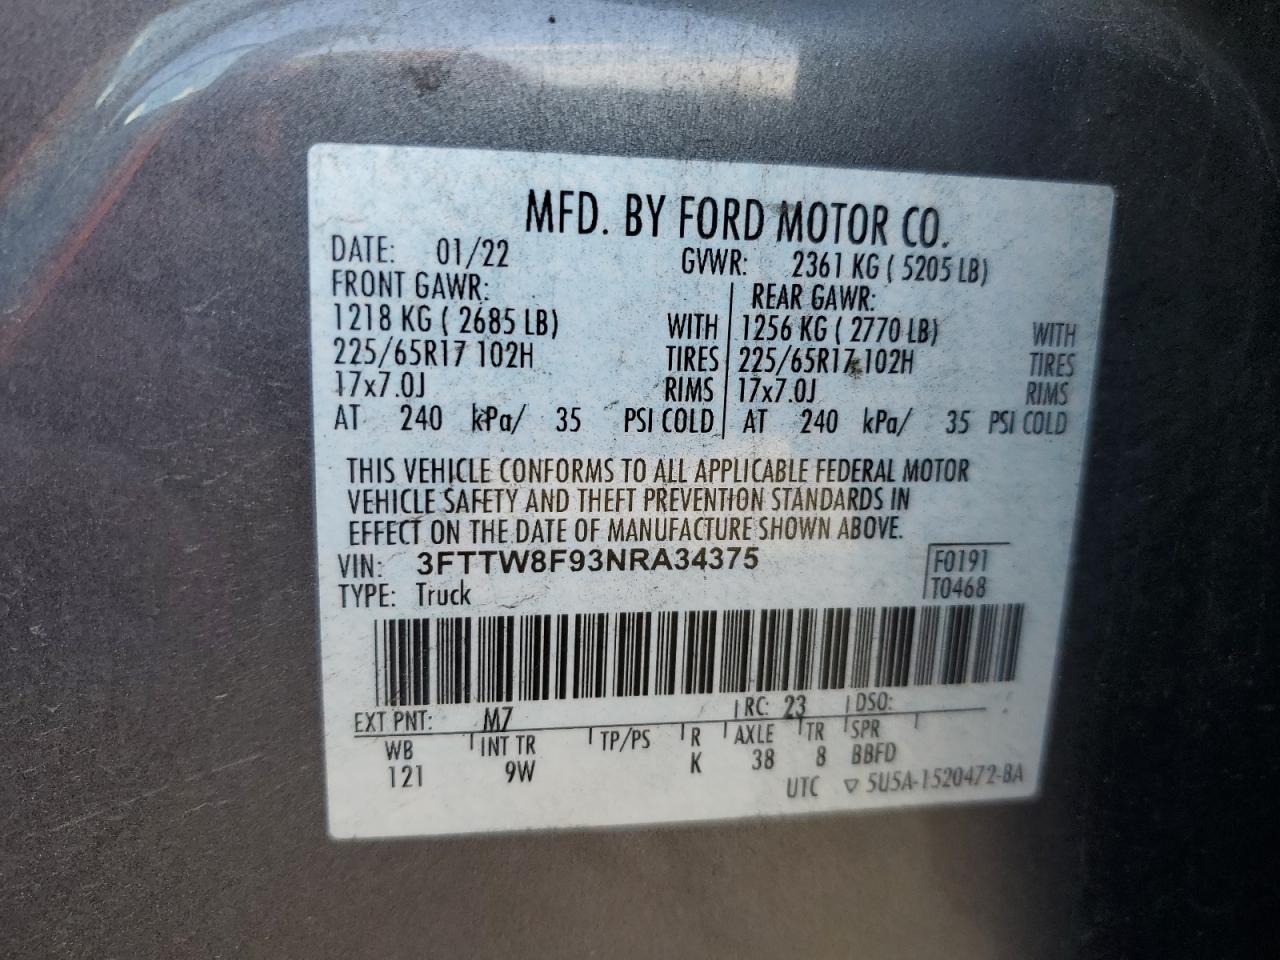 MFD. BY FORD MOTOR CO.
DATE: 01/22 GVWR: 2361 KG ( 5205 LB)
FRONT GAWR: REAR GAWR:
1218 KG ( 2685 LB) WITH 1256 KG ( 2770 LB) WITH
225/65R17 102H TIRES 225/65R17 102H TIRES
17x7.0J RIMS 17x7.0J RIMS
AT 240 kPa/ 35 PSI COLD AT 240 kPa/ 35 PSI COLD
THIS VEHICLE CONFORMS TO ALL APPLICABLE FEDERAL MOTOR
VEHICLE SAFETY AND THEFT PREVENTION STANDARDS IN
EFFECT ON THE DATE OF MANUFACTURE SHOWN ABOVE.
VIN: 3FTTW8F93NRA34375 F0191
TYPE: Truck T0468
EXT PNT: M7 RC: 23 DSO:
WB INT TR TP/PS R AXLE TR SPR
121 9W K 38 8 BBFD
UTC ▽ 5U5A-1520472-BA